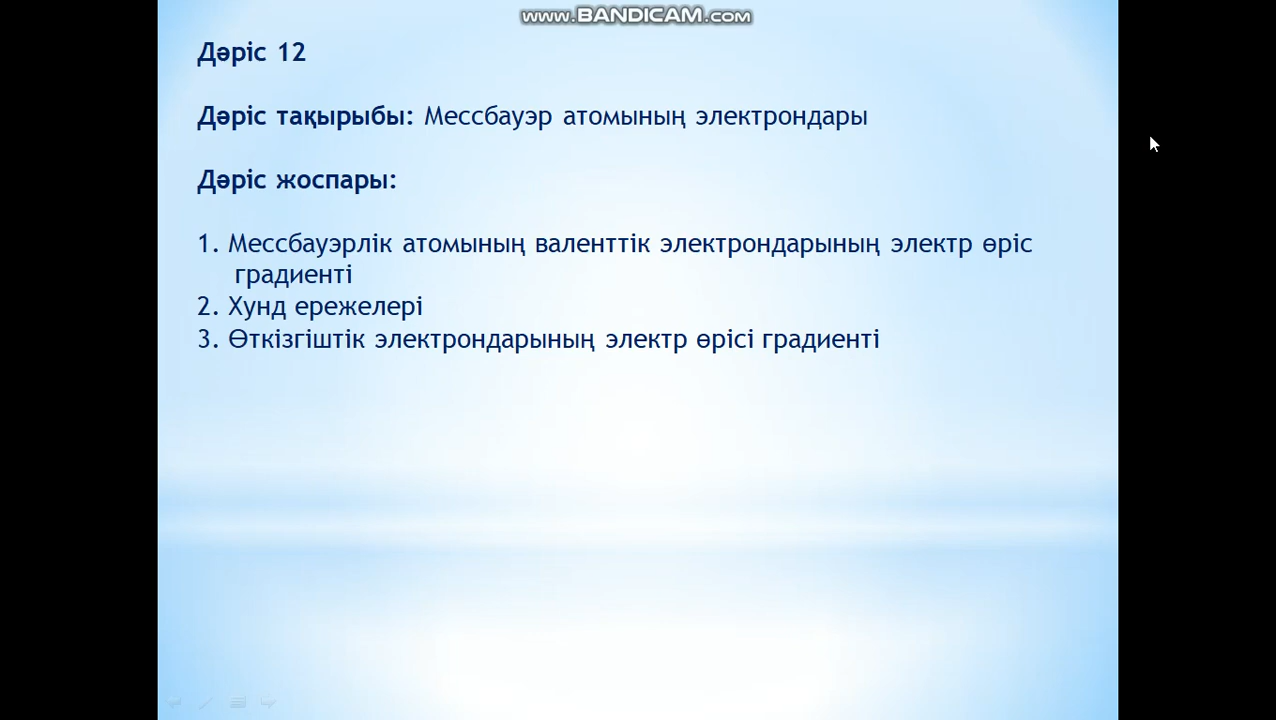 www.BANDICAM.com
Дәріс 12
Дәріс тақырыбы: Мессбауэр атомының электрондары
Дәріс жоспары:
1. Мессбауэрлік атомының валенттік электрондарының электр өріс
градиенті
2. Хунд ережелері
3. Өткізгіштік электрондарының электр өрісі градиенті